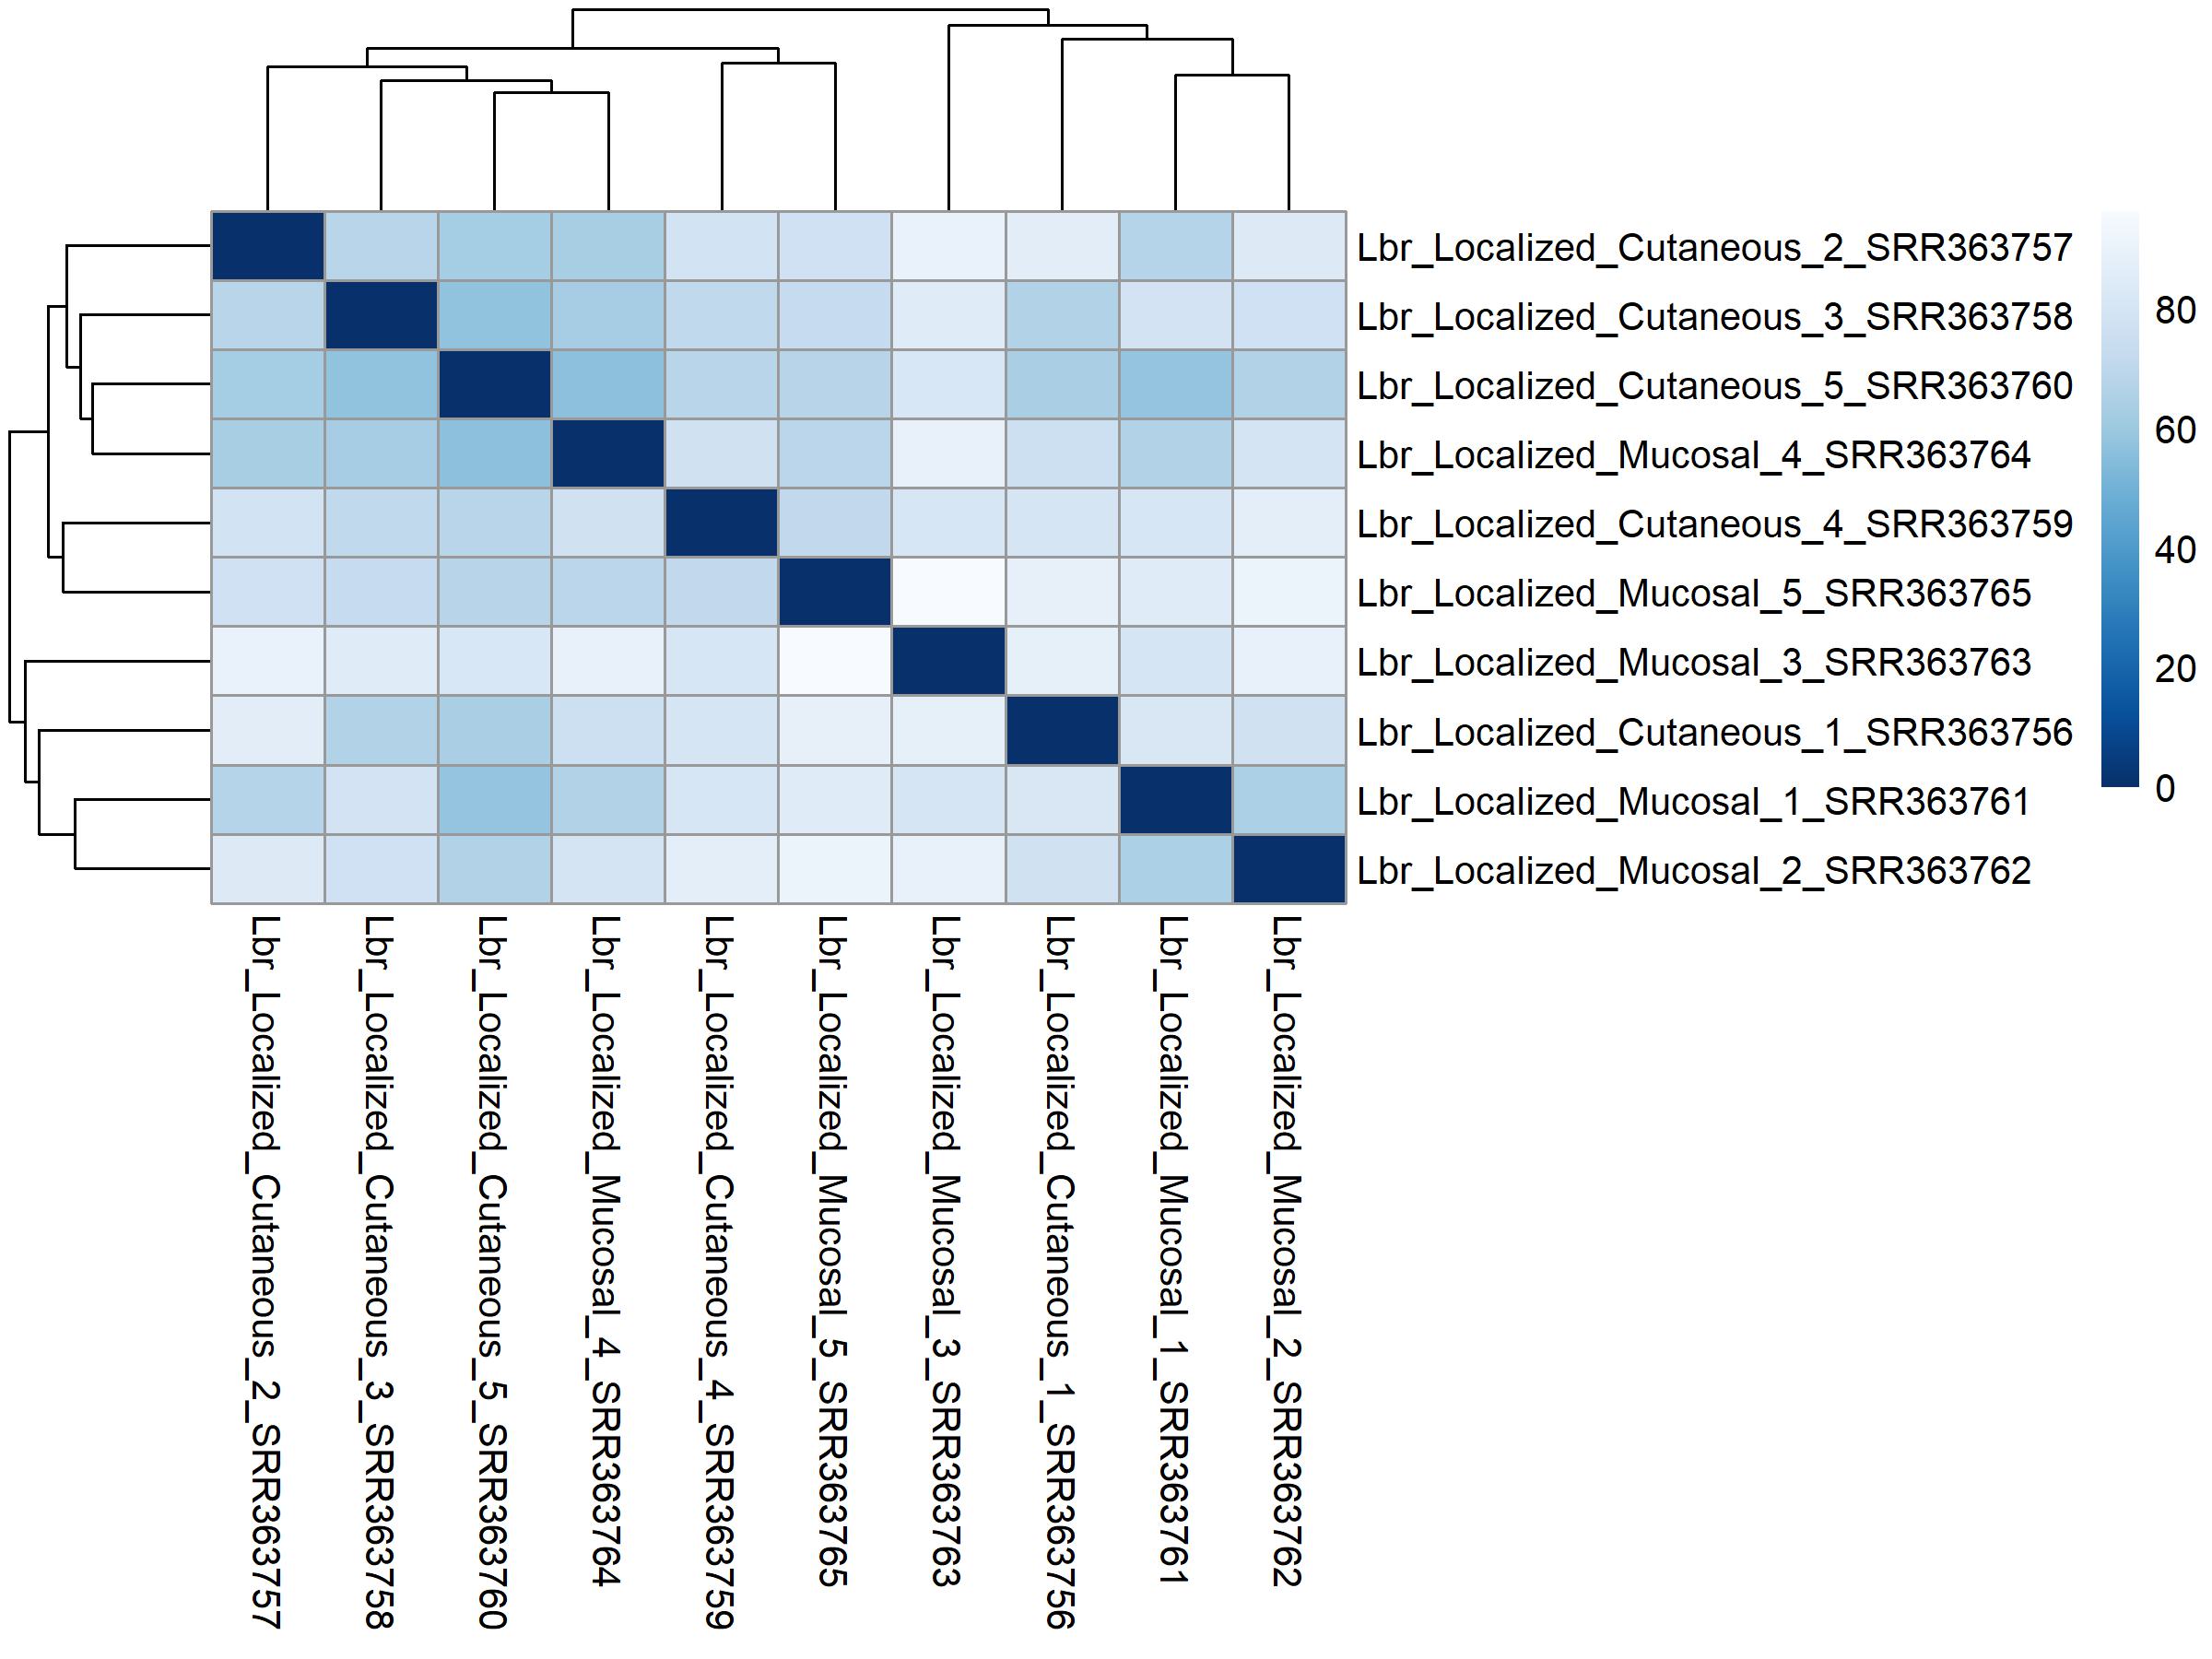 Lbr_Localized_Cutaneous_2_SRR363757
Lbr_Localized_Cutaneous_3_SRR363758
Lbr_Localized_Cutaneous_5_SRR363760
Lbr_Localized_Mucosal_4_SRR363764
Lbr_Localized_Cutaneous_4_SRR363759
Lbr_Localized_Mucosal_5_SRR363765
Lbr_Localized_Mucosal_3_SRR363763
Lbr_Localized_Cutaneous_1_SRR363756
Lbr_Localized_Mucosal_1_SRR363761
Lbr_Localized_Mucosal_2_SRR363762
80
60
40
20
0
Lbr_Localized_Cutaneous_2_SRR363757
Lbr_Localized_Cutaneous_3_SRR363758
Lbr_Localized_Cutaneous_5_SRR363760
Lbr_Localized_Mucosal_4_SRR363764
Lbr_Localized_Cutaneous_4_SRR363759
Lbr_Localized_Mucosal_5_SRR363765
Lbr_Localized_Mucosal_3_SRR363763
Lbr_Localized_Cutaneous_1_SRR363756
Lbr_Localized_Mucosal_1_SRR363761
Lbr_Localized_Mucosal_2_SRR363762